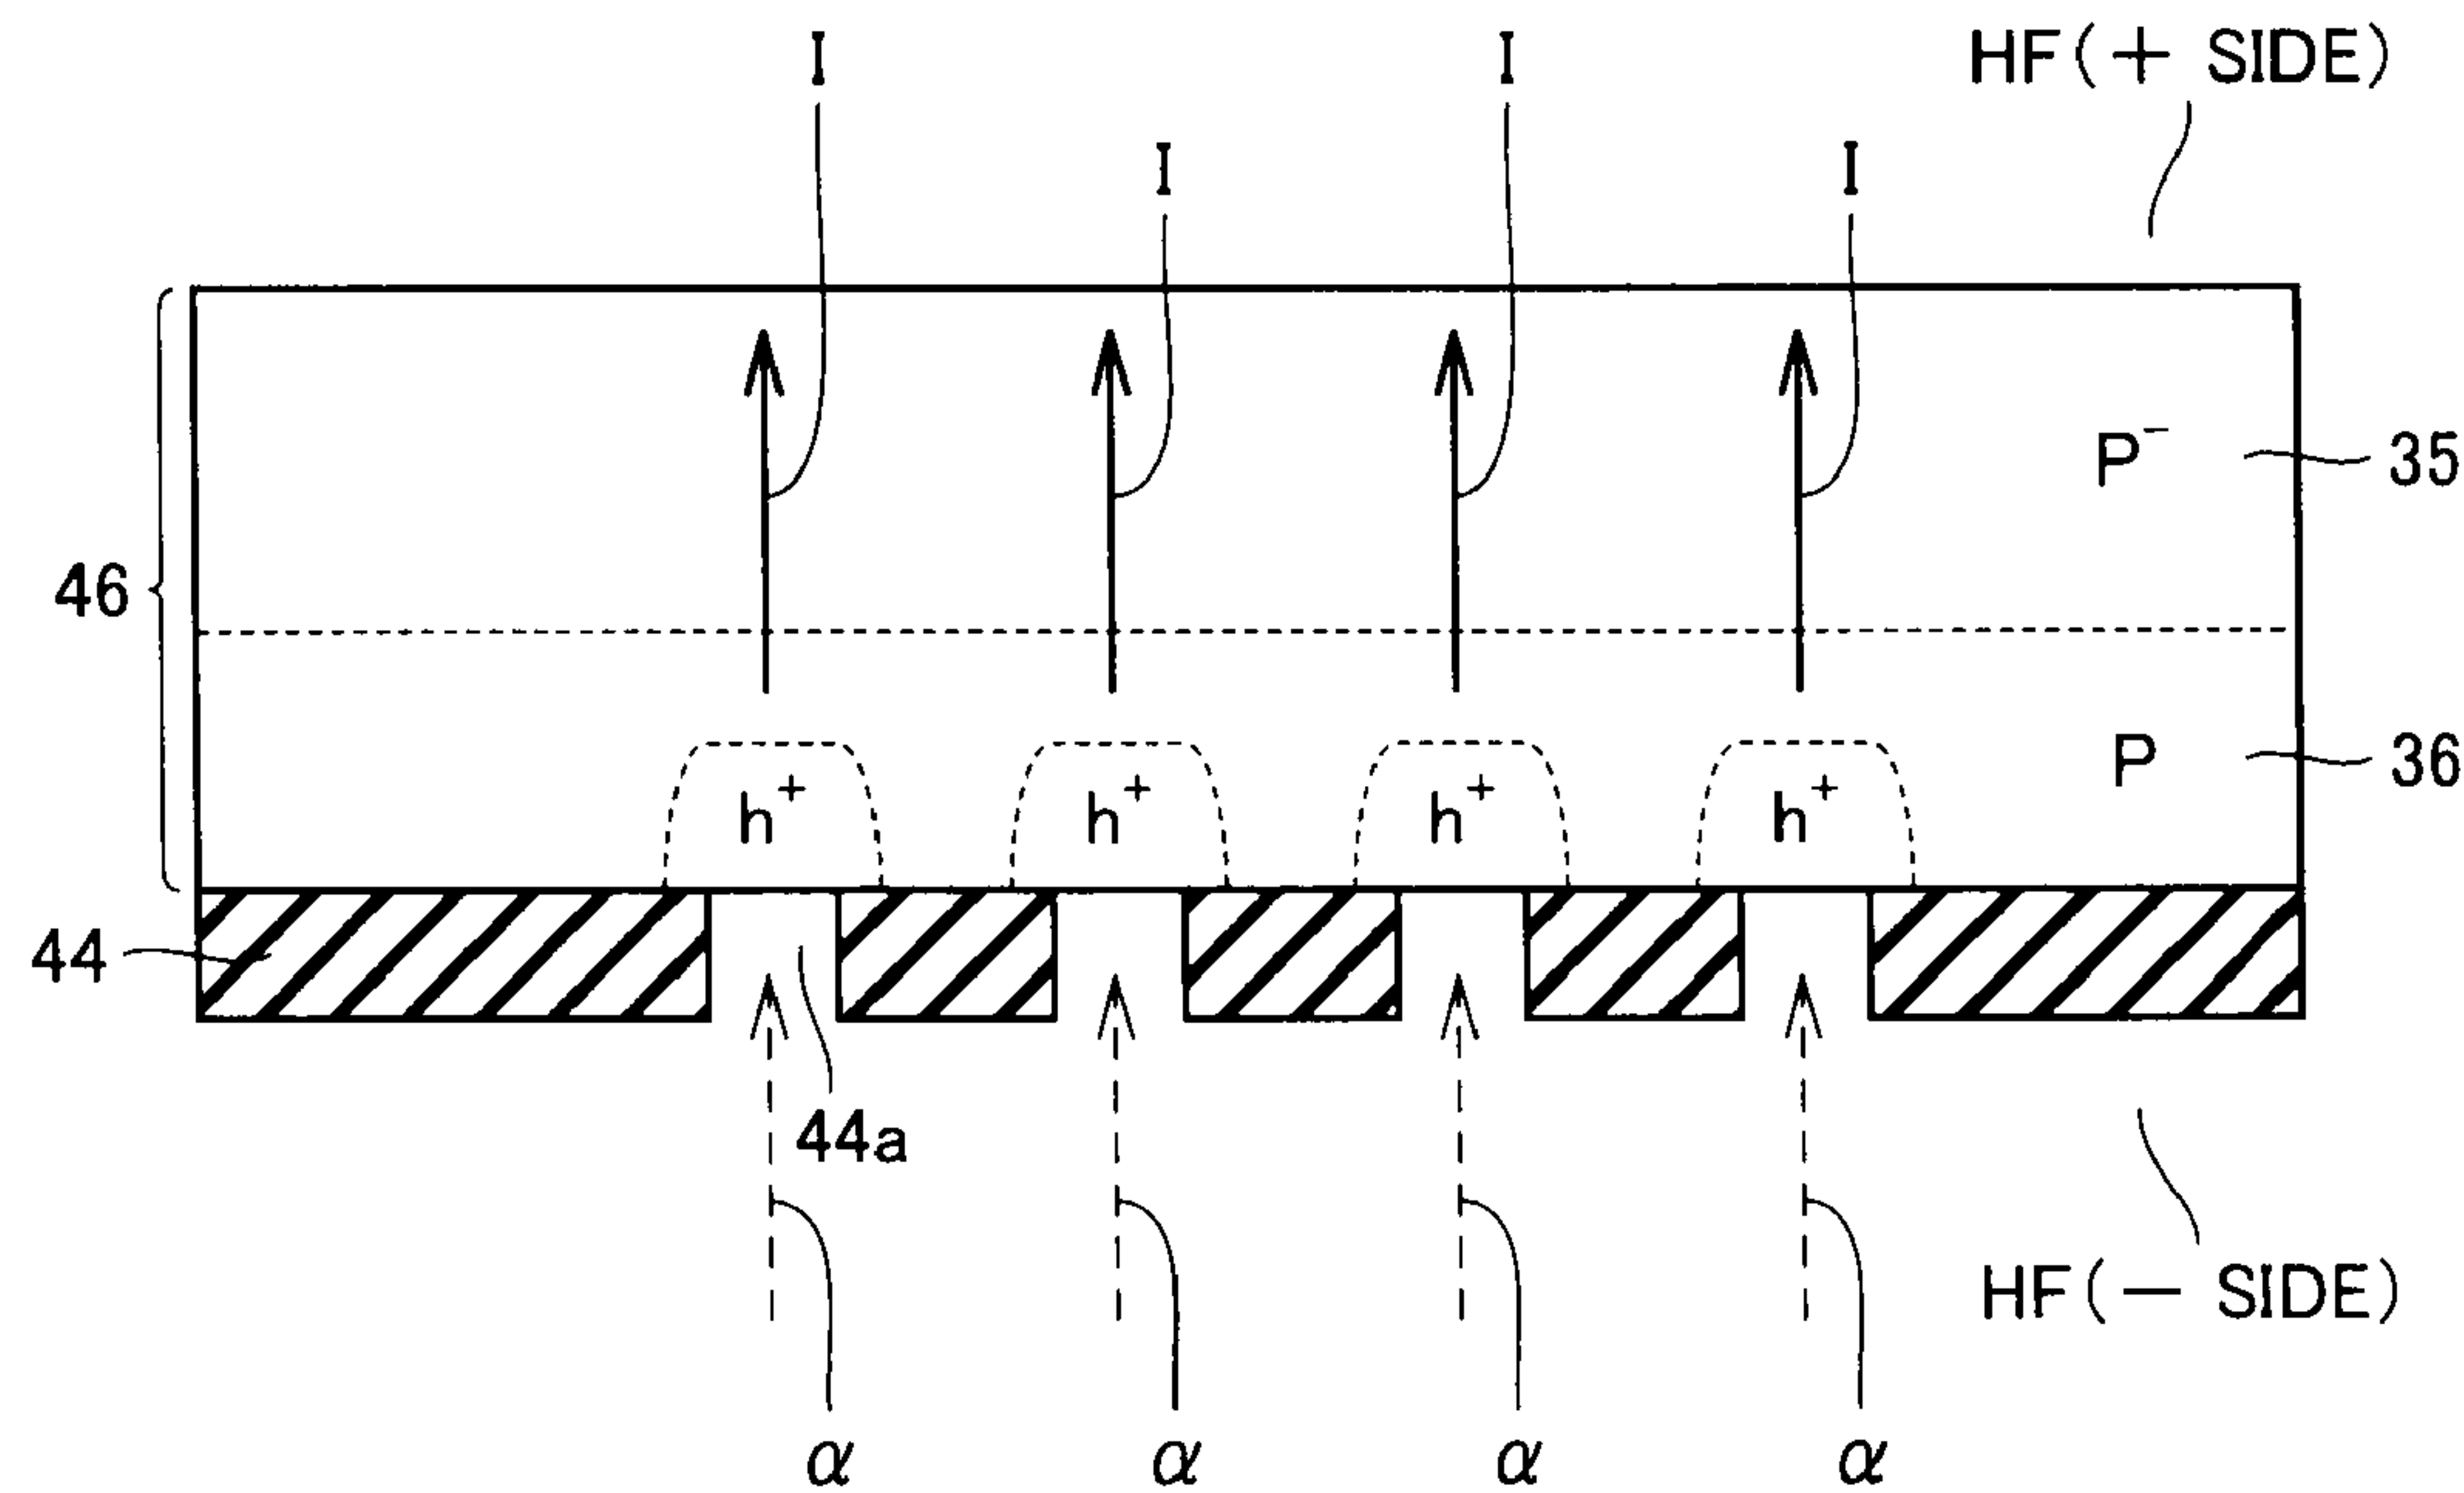 I I HF(+ SIDE)
I I
P⁻ 35
46
P 36
h⁺ h⁺ h⁺ h⁺
44
44a
HF(— SIDE)
α α α α